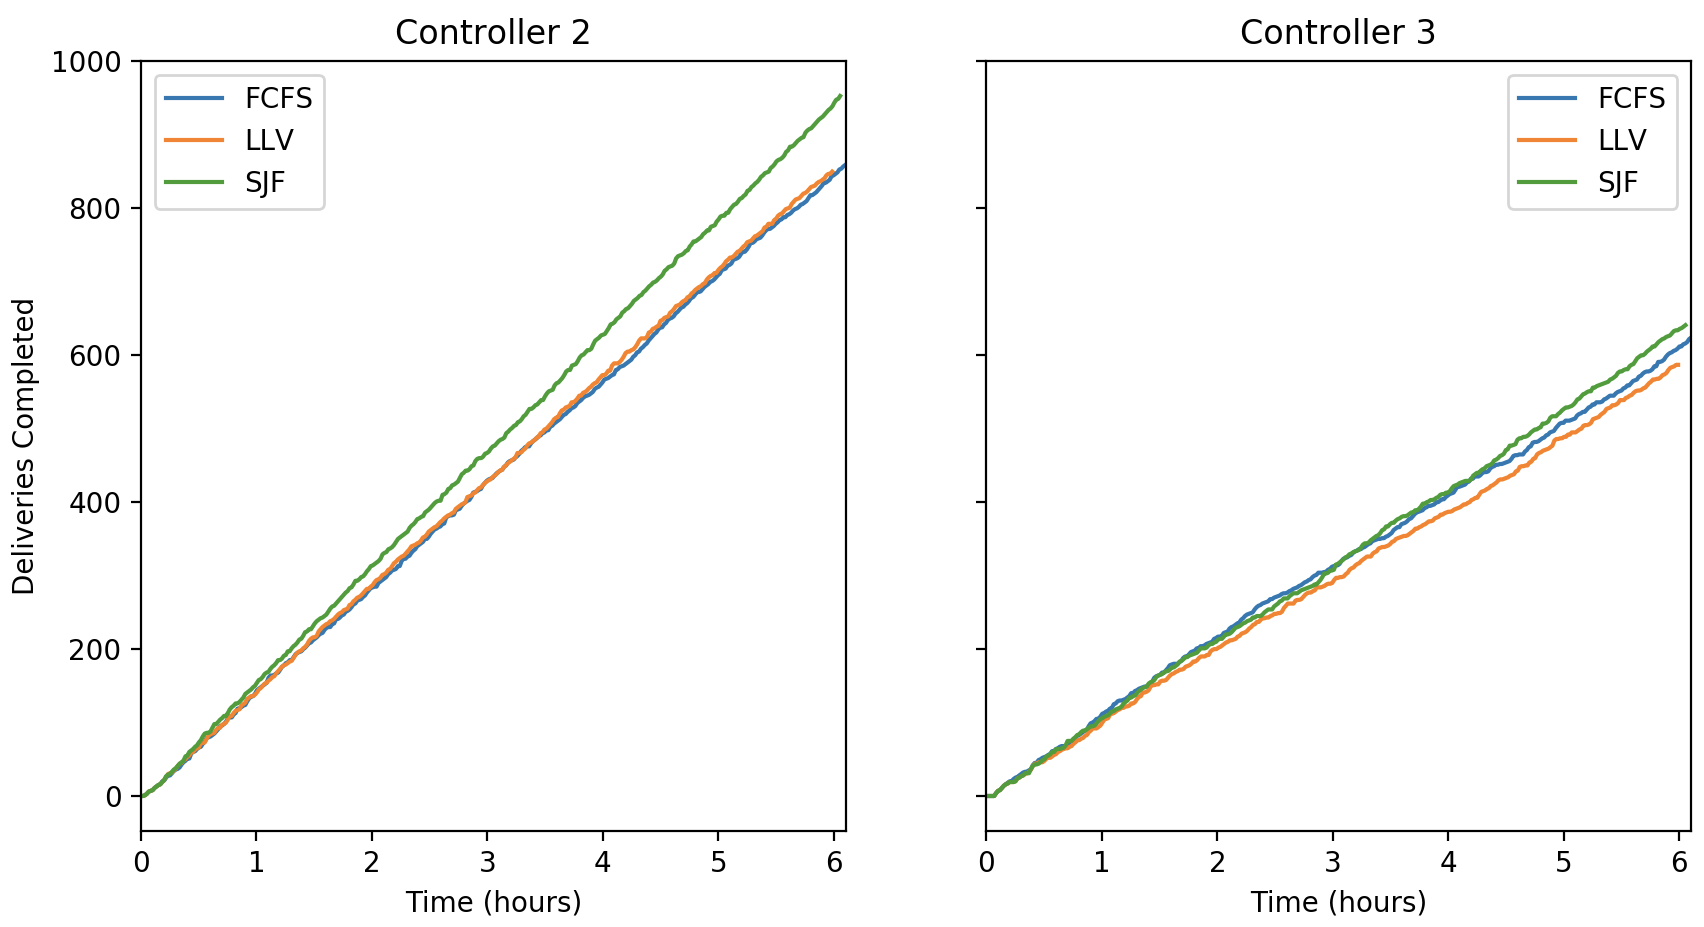 Controller 2
Controller 3
1000
800
600
400
200
0
Deliveries Completed
FCFS
LLV
SJF
FCFS
LLV
SJF
0 1 2 3 4 5 6
0 1 2 3 4 5 6
Time (hours)
Time (hours)